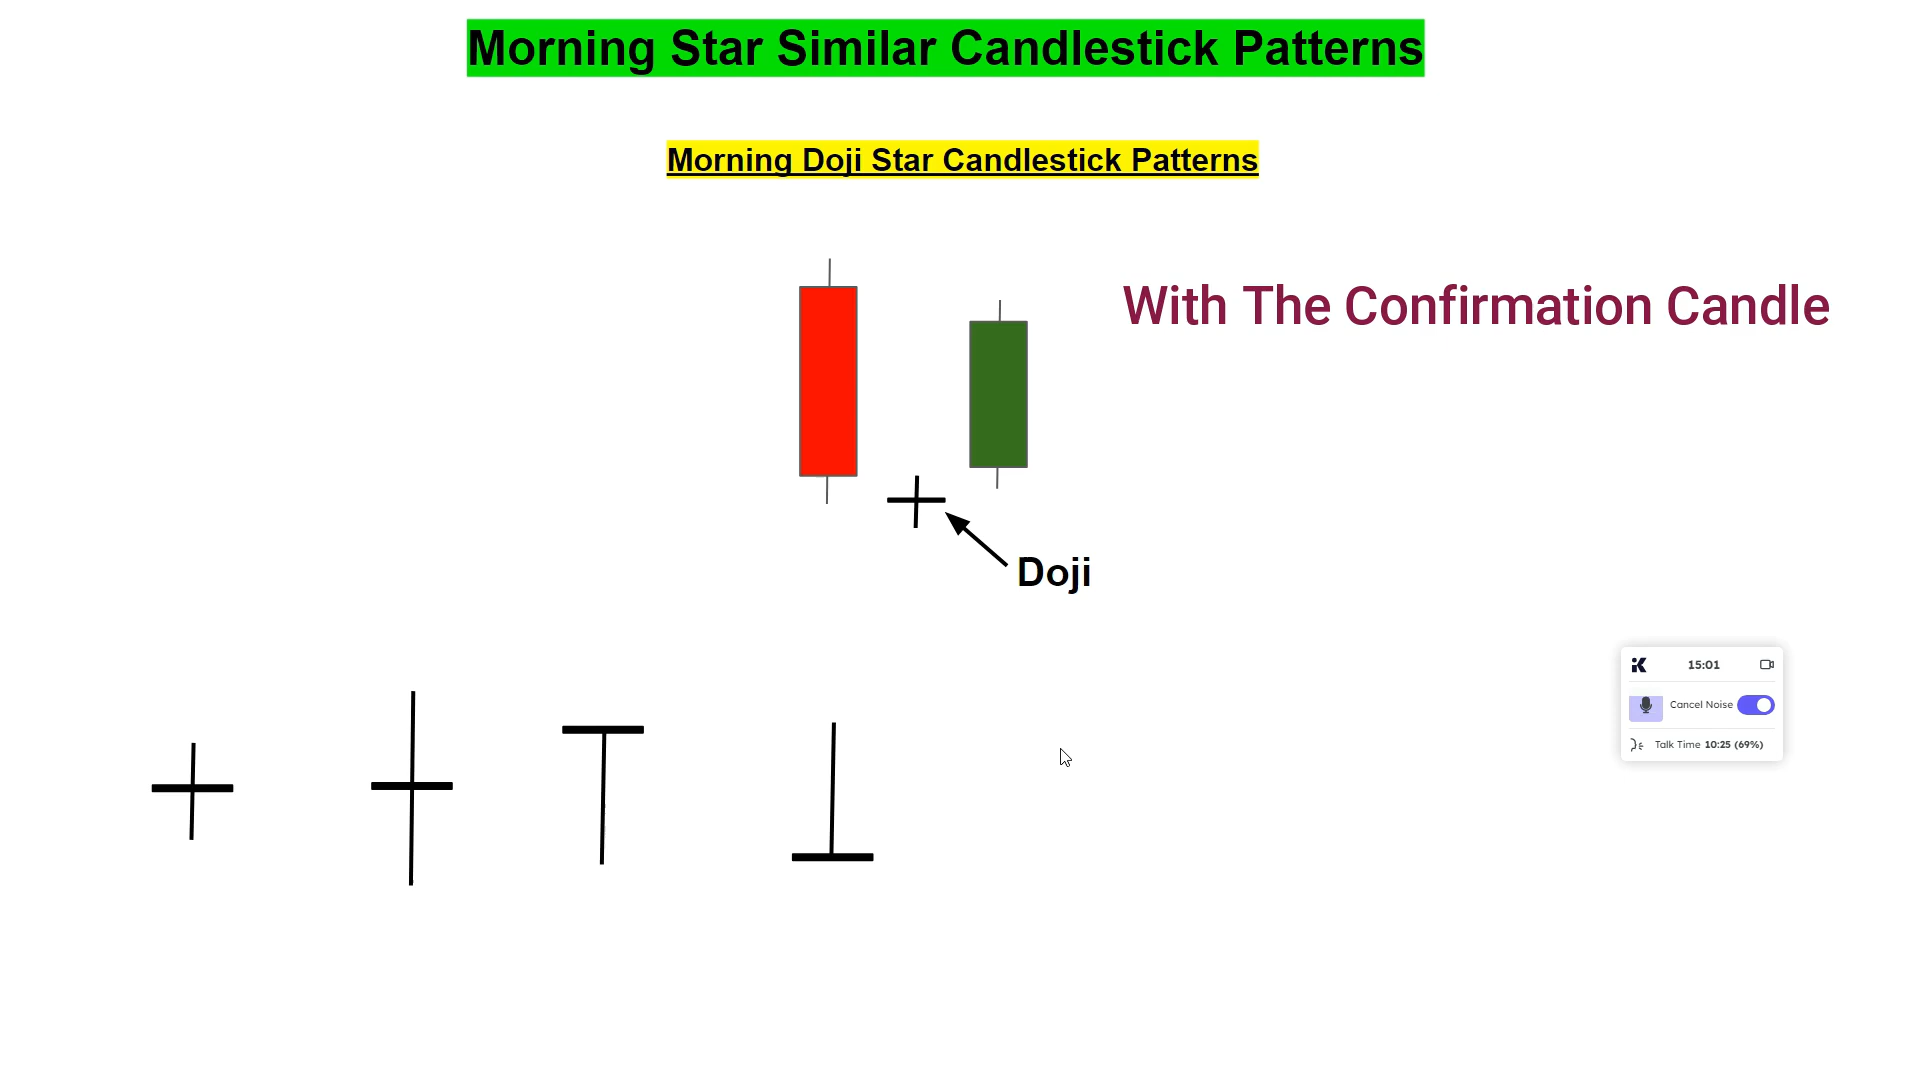 Morning Star Similar Candlestick Patterns
Morning Doji Star Candlestick Patterns
With The Confirmation Candle
Doji
15:01
Cancel Noise
Talk Time 10:25 (69%)